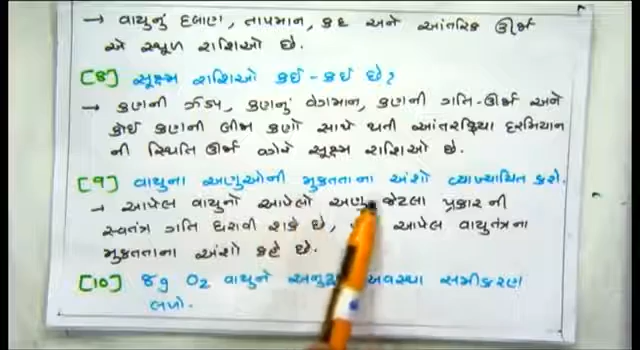 → વાયુનું દબાણ, તાપમાન, કદ અને આંતરિક ઊર્જા
એ સ્થૂળ રાશિઓ છે.
[8] સૂક્ષ્મ રાશિઓ કઈ-કઈ છે?
→ કણની ઝડપ, કણનું વેગમાન, કણની ગતિ-ઊર્જા અને
કોઈ કણની બીજા કણો સાથે થતી આંતરક્રિયા દરમિયાન
ની સ્થિતિ ઊર્જા વગેરે સૂક્ષ્મ રાશિઓ છે.
[9] વાયુના અણુઓની મુક્તતાના અંશો વ્યાખ્યાયિત કરો.
→ આપેલ વાયુનો આપેલો અણુ જેટલા પ્રકારની
સ્વતંત્ર ગતિ ધરાવી શકે છે, આપેલ વાયુતંત્રના
મુક્તતાના અંશો કહે છે.
[10] 8g O2 વાયુને અવસ્થા સમીકરણ
લખો.